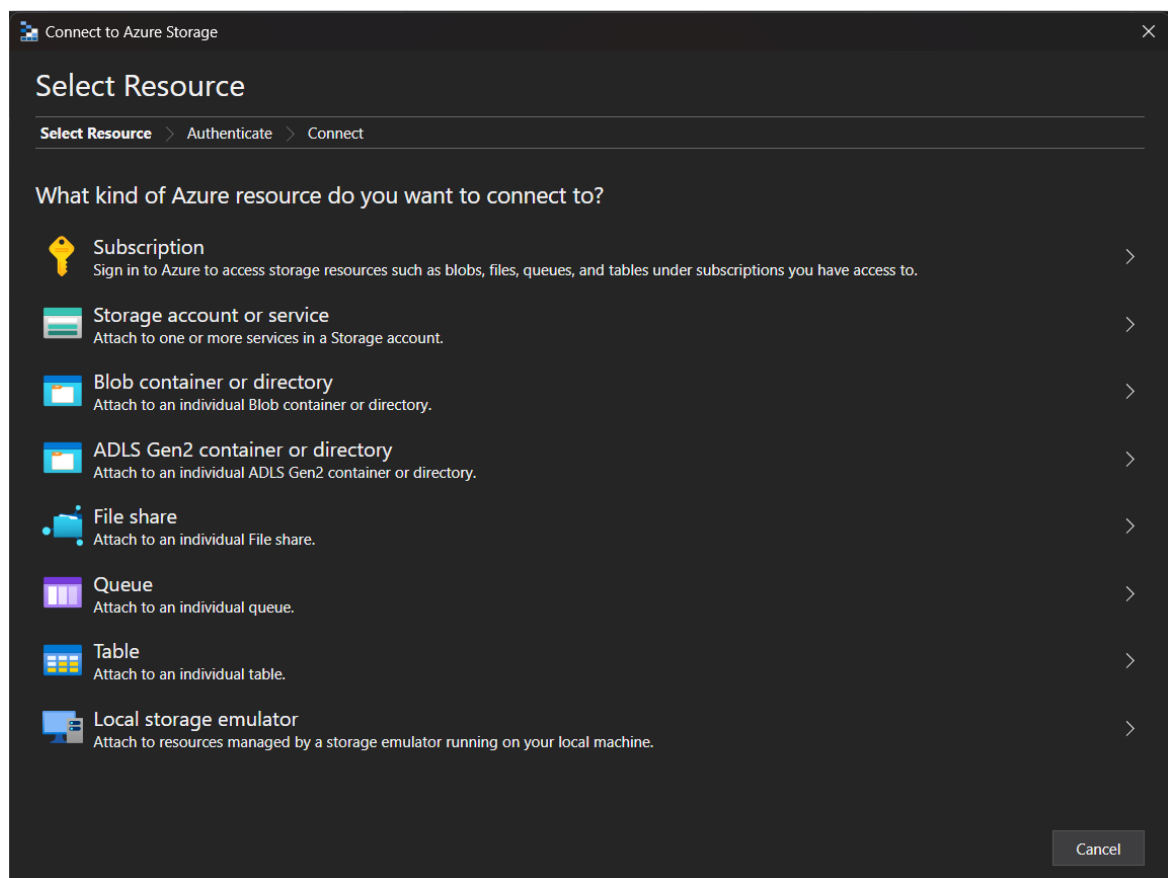 Connect to Azure Storage
Select Resource
Select Resource > Authenticate > Connect
What kind of Azure resource do you want to connect to?
Subscription
Sign in to Azure to access storage resources such as blobs, files, queues, and tables under subscriptions you have access to.
Storage account or service
Attach to one or more services in a Storage account.
Blob container or directory
Attach to an individual Blob container or directory.
ADLS Gen2 container or directory
Attach to an individual ADLS Gen2 container or directory.
File share
Attach to an individual File share.
Queue
Attach to an individual queue.
Table
Attach to an individual table.
Local storage emulator
Attach to resources managed by a storage emulator running on your local machine.
Cancel